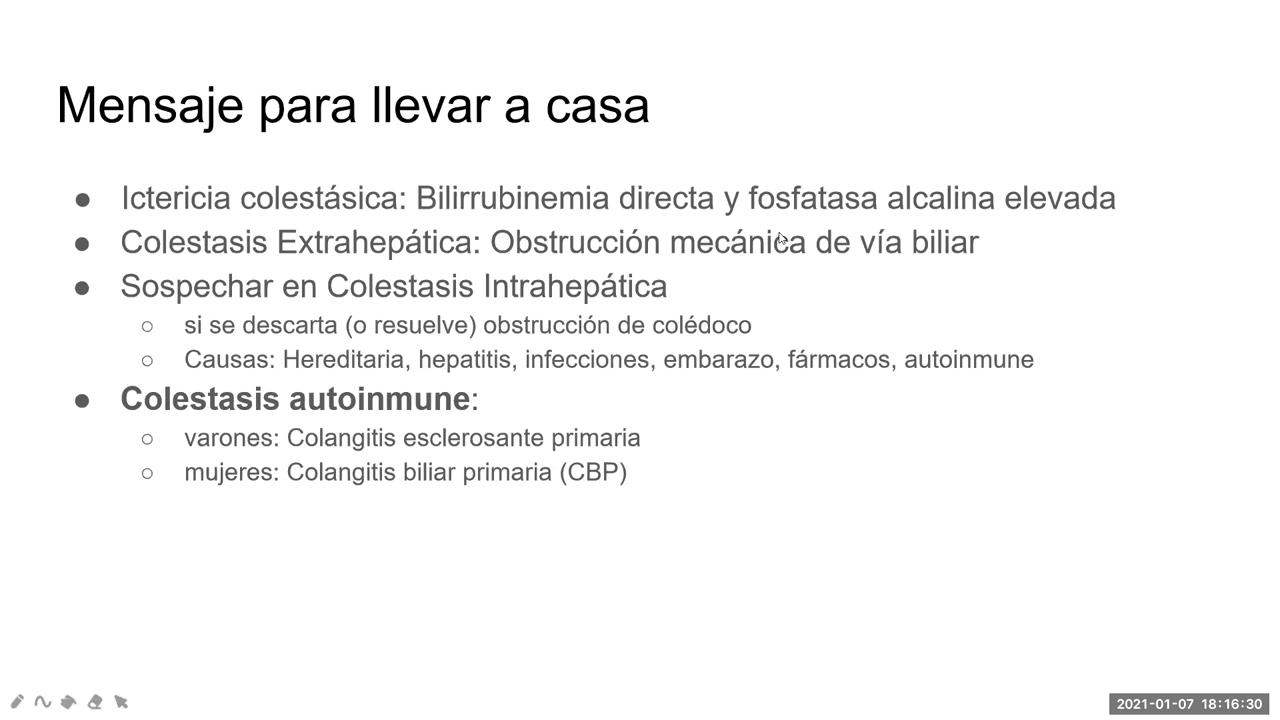 Mensaje para llevar a casa
● Ictericia colestásica: Bilirrubinemia directa y fosfatasa alcalina elevada
● Colestasis Extrahepática: Obstrucción mecánica de vía biliar
● Sospechar en Colestasis Intrahepática
○ si se descarta (o resuelve) obstrucción de colédoco
○ Causas: Hereditaria, hepatitis, infecciones, embarazo, fármacos, autoinmune
● Colestasis autoinmune:
○ varones: Colangitis esclerosante primaria
○ mujeres: Colangitis biliar primaria (CBP)
2021-01-07 18:16:30